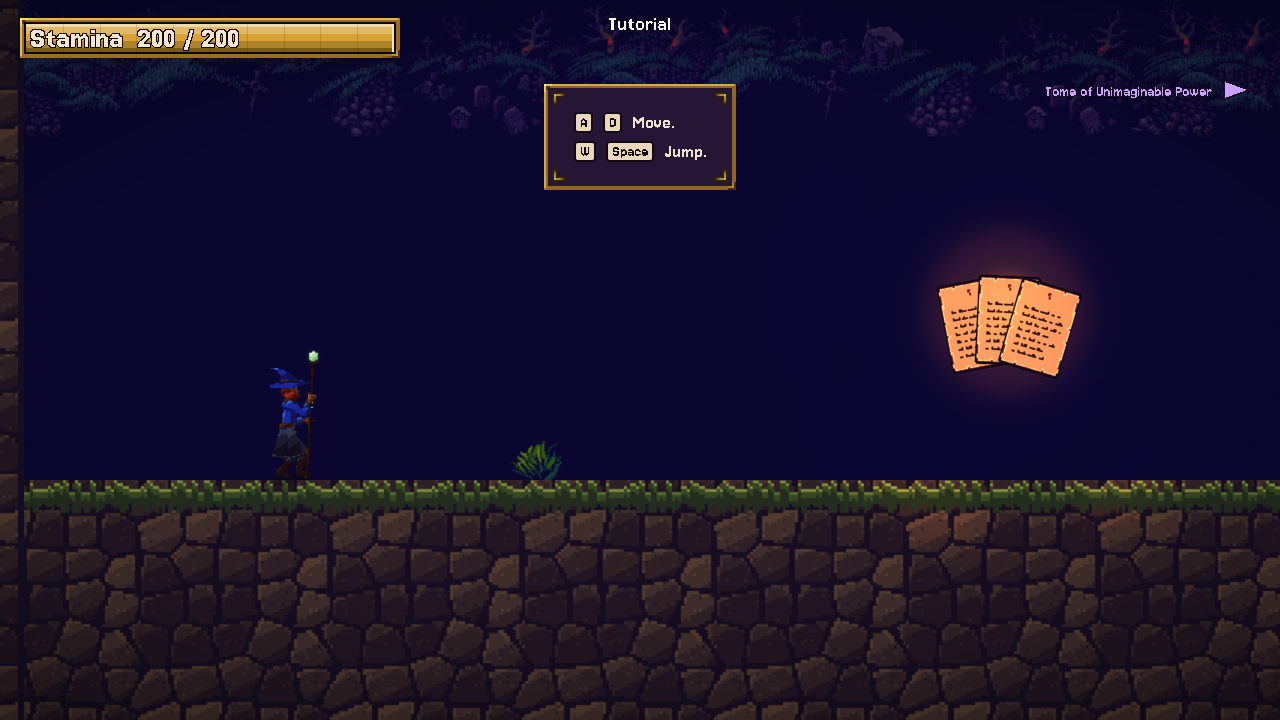 Tutorial
Stamina 200 / 200
Tome of Unimaginable Power
A D Move.
W Space Jump.